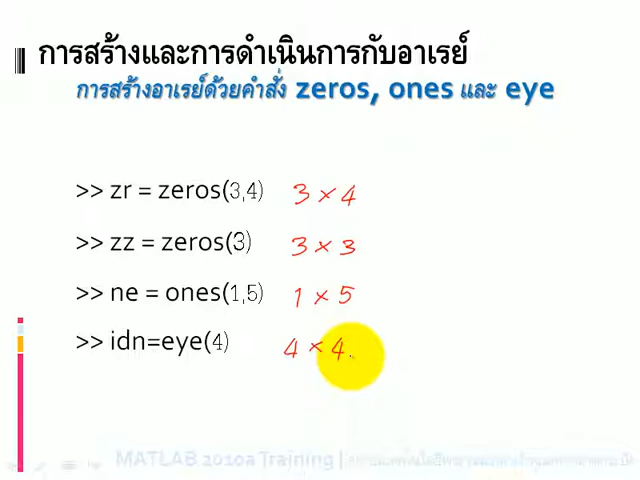 การสร้างและการดำเนินการกับอาเรย์
การสร้างอาเรย์ด้วยคำสั่ง zeros, ones และ eye
>> zr = zeros(3,4) 3 × 4
>> zz = zeros(3) 3 × 3
>> ne = ones(1,5) 1 × 5
>> idn=eye(4) 4 × 4
MATLAB 2010a Training |